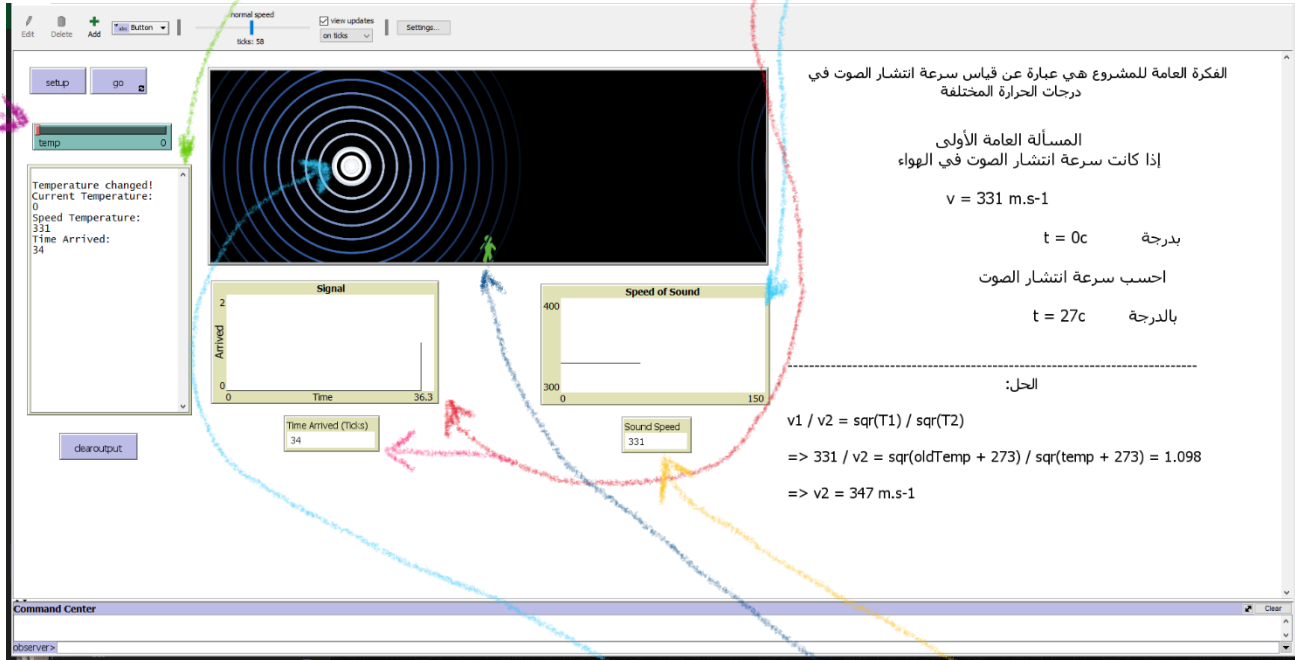 Edit
Delete
Add
Button
normal speed
ticks: 58
view updates
on ticks
Settings...
setup
go
temp
0
Temperature changed!
Current Temperature:
0
Speed Temperature:
331
Time Arrived:
34
clearoutput
Signal
2
Arrived
0
0
Time
36.3
Time Arrived (Ticks)
34
Speed of Sound
400
300
0
150
Sound Speed
331
الفكرة العامة للمشروع هي عبارة عن قياس سرعة انتشار الصوت في
درجات الحرارة المختلفة
المسألة العامة الأولى
إذا كانت سرعة انتشار الصوت في الهواء
v = 331 m.s-1
بدرجة t = 0c
احسب سرعة انتشار الصوت
بالدرجة t = 27c
--------------------------------------------------------------------------------
الحل:
v1 / v2 = sqr(T1) / sqr(T2)
=> 331 / v2 = sqr(oldTemp + 273) / sqr(temp + 273) = 1.098
=> v2 = 347 m.s-1
Command Center
Clear
observer>